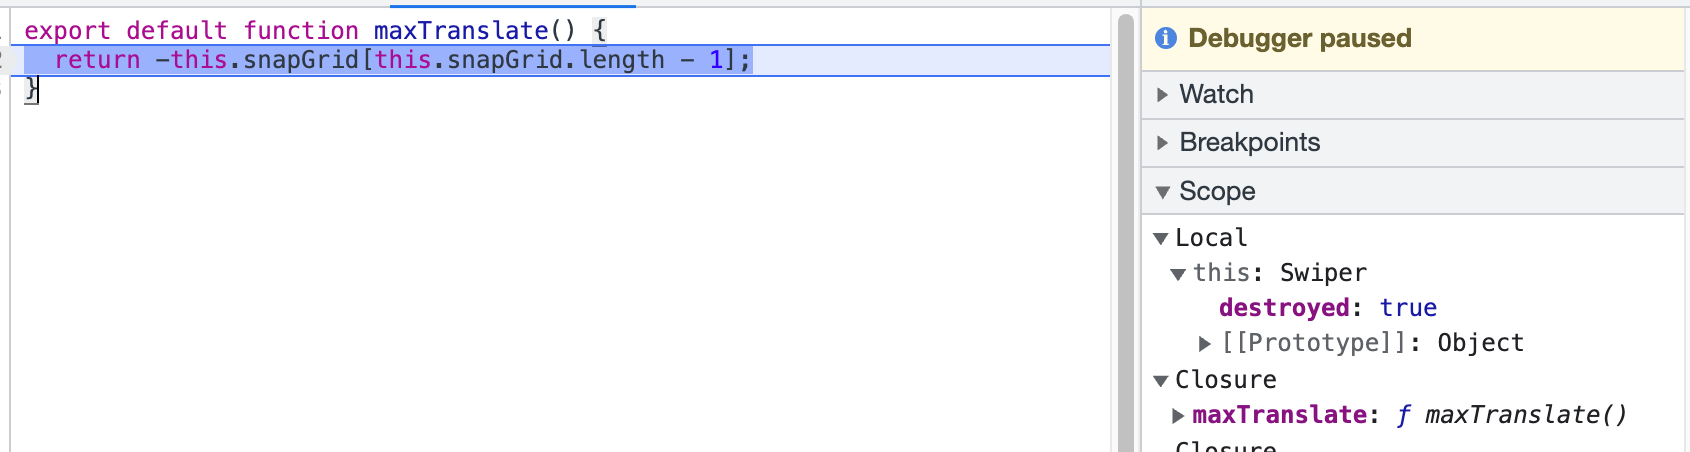 export default function maxTranslate() {
return -this.snapGrid[this.snapGrid.length - 1];
}
Debugger paused
Watch
Breakpoints
Scope
Local
this: Swiper
destroyed: true
[[Prototype]]: Object
Closure
maxTranslate: ƒ maxTranslate()
Closure